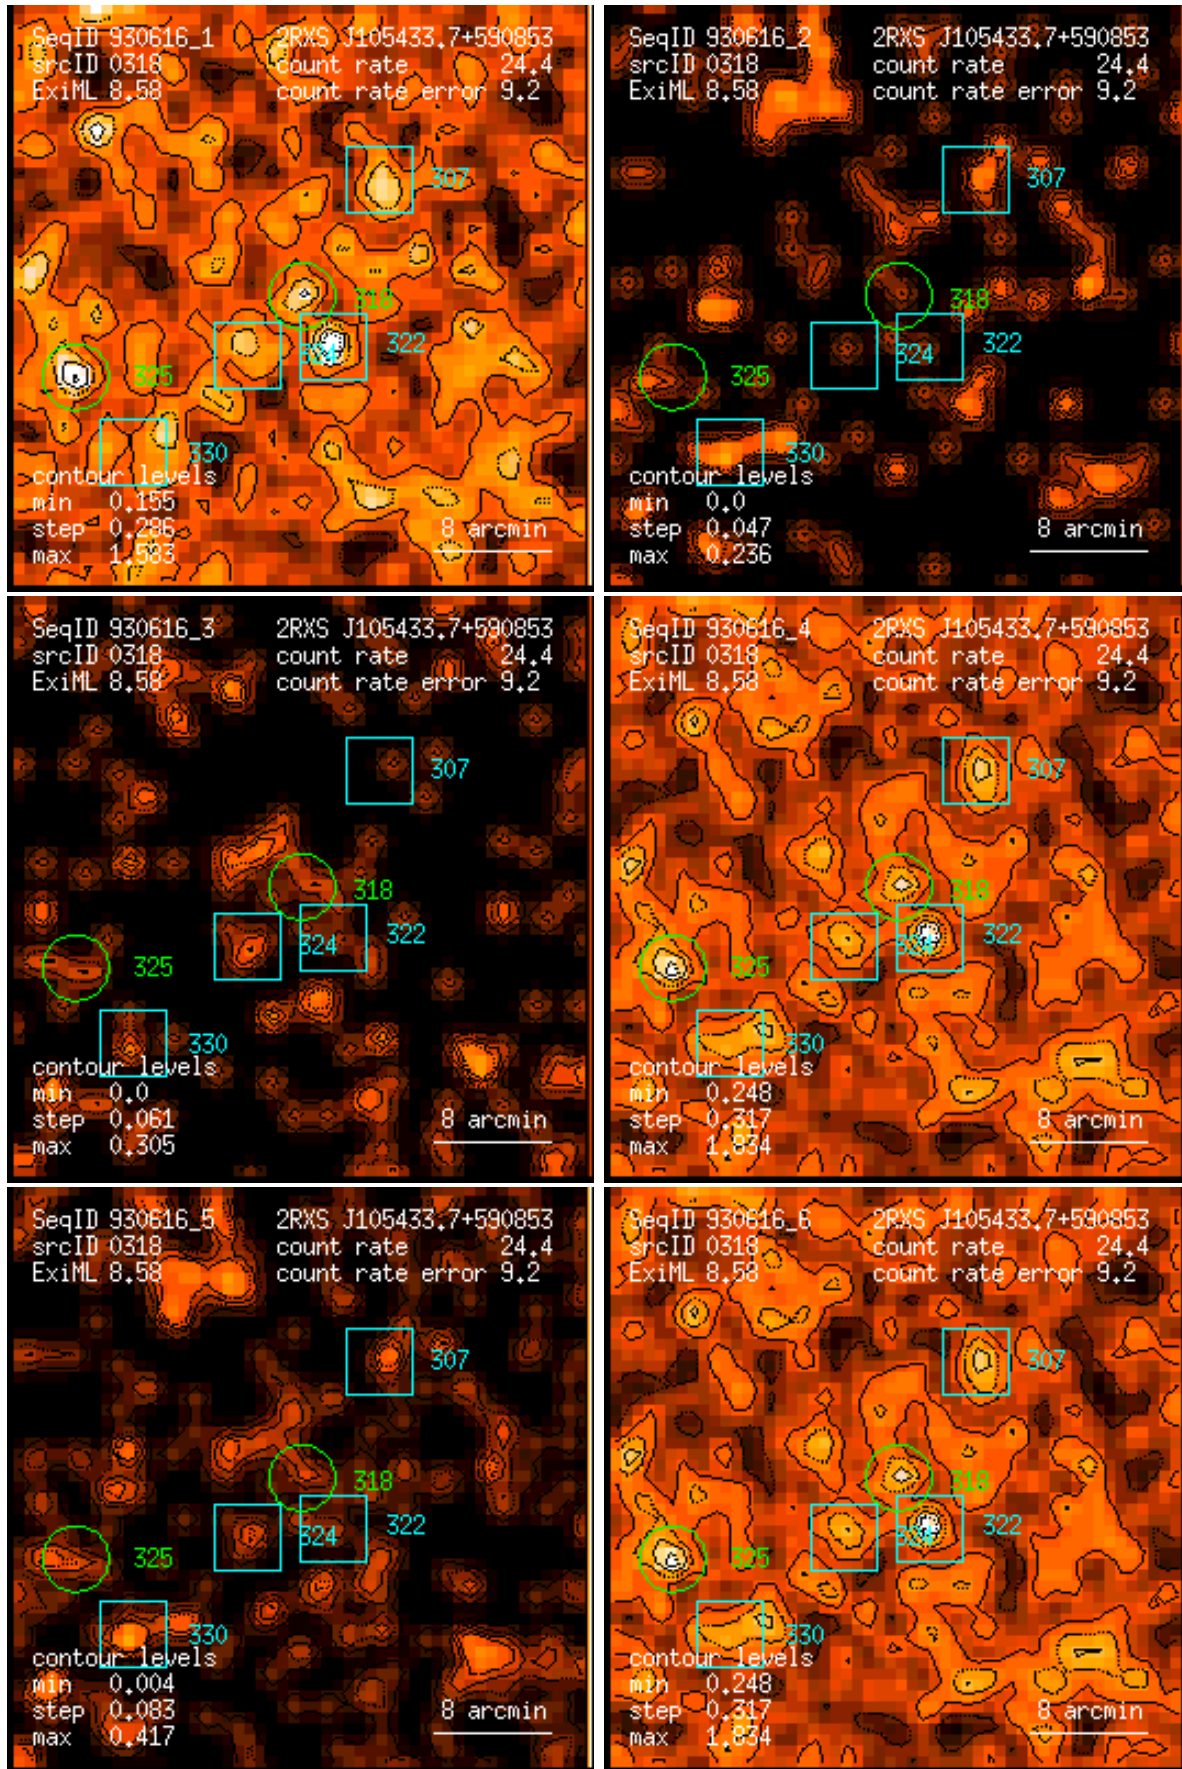 SeqID 930616_1 2RXS J105433.7+590853
srcID 0318 count rate 24.4
ExiML 8.58 count rate error 9.2
307
318
322
324
325
330
contour levels
min 0.155
step 0.286 8 arcmin
max 1.583
SeqID 930616_2 2RXS J105433.7+590853
srcID 0318 count rate 24.4
ExiML 8.58 count rate error 9.2
307
318
322
324
325
330
contour levels
min 0.0
step 0.047 8 arcmin
max 0.236
SeqID 930616_3 2RXS J105433.7+590853
srcID 0318 count rate 24.4
ExiML 8.58 count rate error 9.2
307
318
322
324
325
330
contour levels
min 0.0
step 0.061 8 arcmin
max 0.305
SeqID 930616_4 2RXS J105433.7+590853
srcID 0318 count rate 24.4
ExiML 8.58 count rate error 9.2
307
318
322
324
325
330
contour levels
min 0.248
step 0.317 8 arcmin
max 1.834
SeqID 930616_5 2RXS J105433.7+590853
srcID 0318 count rate 24.4
ExiML 8.58 count rate error 9.2
307
318
322
324
325
330
contour levels
min 0.004
step 0.083 8 arcmin
max 0.417
SeqID 930616_6 2RXS J105433.7+590853
srcID 0318 count rate 24.4
ExiML 8.58 count rate error 9.2
307
318
322
324
325
330
contour levels
min 0.248
step 0.317 8 arcmin
max 1.834